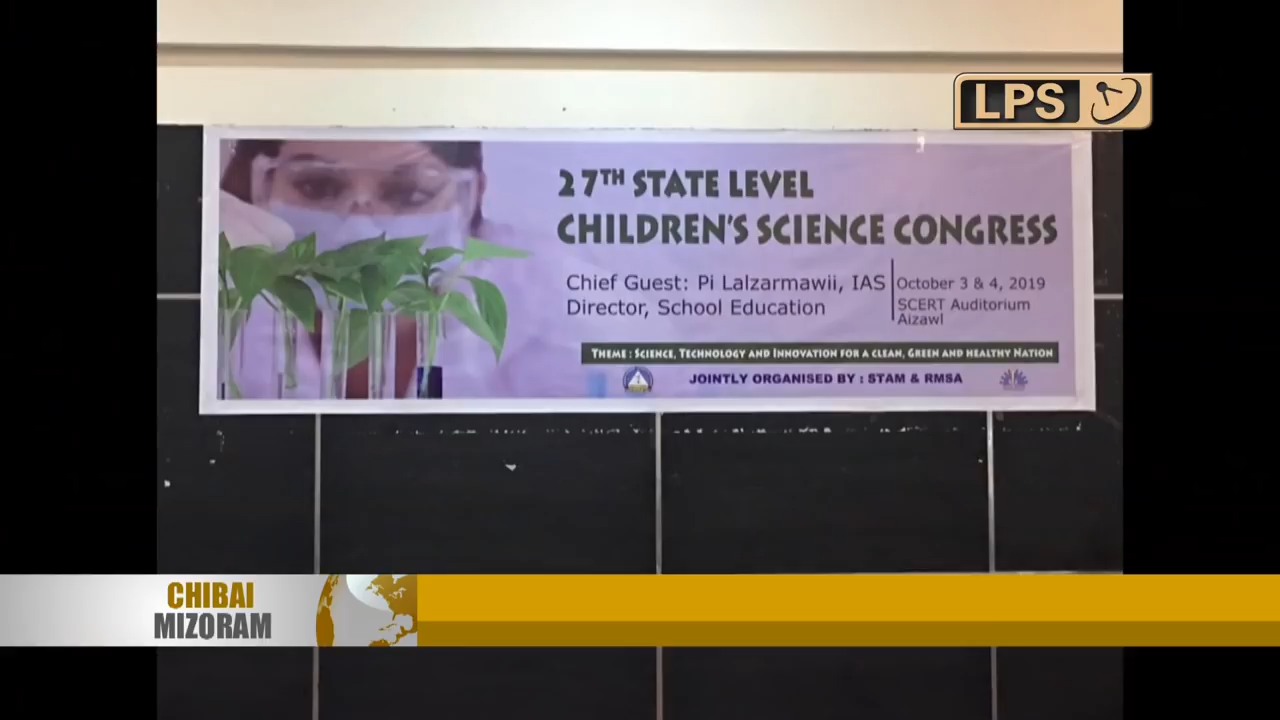 LPS
27TH STATE LEVEL
CHILDREN'S SCIENCE CONGRESS
Chief Guest: Pi Lalzarmawii, IAS
Director, School Education
October 3 & 4, 2019
SCERT Auditorium
Aizawl
THEME : SCIENCE, TECHNOLOGY AND INNOVATION FOR A CLEAN, GREEN AND HEALTHY NATION
JOINTLY ORGANISED BY : STAM & RMSA
CHIBAI
MIZORAM